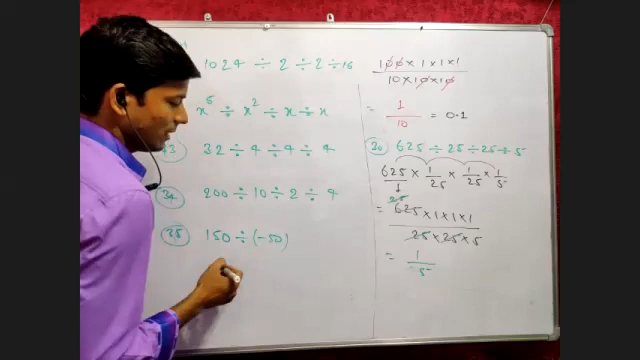 1024 ÷ 2 ÷ 2 ÷ 16
x⁵ ÷ x² ÷ x ÷ x
32 ÷ 4 ÷ 4 ÷ 4
34 200 ÷ 10 ÷ 2 ÷ 4
35 150 ÷ (-50)
100 × 1 × 1 × 1
10 × 10 × 10
= 1/10 = 0.1
30 625 ÷ 25 ÷ 25 ÷ 5
625 × 1/25 × 1/25 × 1/5
25
= 625 × 1 × 1 × 1
25 × 25 × 5
= 1/5